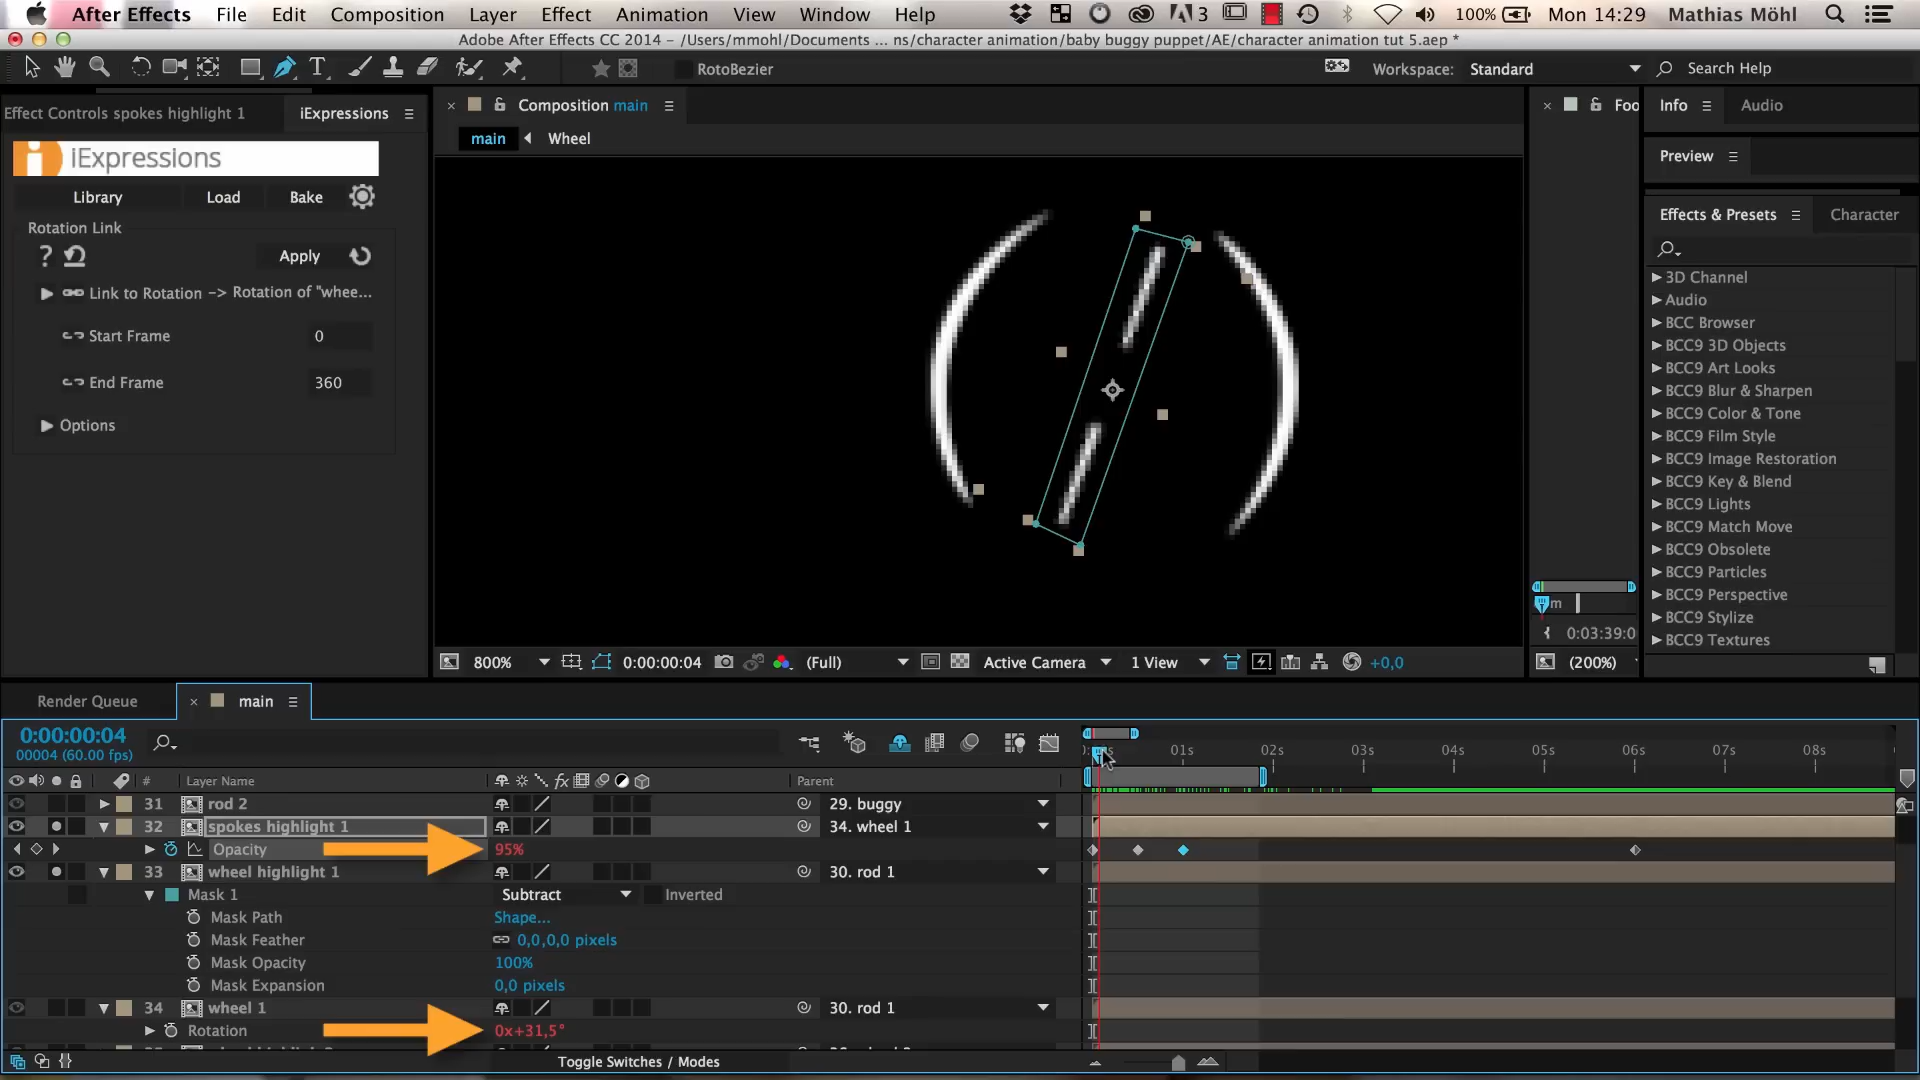 After Effects File Edit Composition Layer Effect Animation View Window Help 3 100% Mon 14:29 Mathias Möhl
Adobe After Effects CC 2014 - /Users/mmohl/Documents ... ns/character animation/baby buggy puppet/AE/character animation tut 5.aep *
RotoBezier Workspace: Standard Search Help
Effect Controls spokes highlight 1 iExpressions
iExpressions
Library Load Bake
Rotation Link
? Apply
Link to Rotation -> Rotation of "whee...
Start Frame 0
End Frame 360
Options
Composition main
main Wheel
800% 0:00:00:04 (Full) Active Camera 1 View +0,0
Foo
m
0:03:39:0
(200%)
Info Audio
Preview
Effects & Presets Character
3D Channel
Audio
BCC Browser
BCC9 3D Objects
BCC9 Art Looks
BCC9 Blur & Sharpen
BCC9 Color & Tone
BCC9 Film Style
BCC9 Image Restoration
BCC9 Key & Blend
BCC9 Lights
BCC9 Match Move
BCC9 Obsolete
BCC9 Particles
BCC9 Perspective
BCC9 Stylize
BCC9 Textures
Render Queue main
0:00:00:04
00004 (60.00 fps)
01s 02s 03s 04s 05s 06s 07s 08s
# Layer Name fx Parent
31 rod 2 29. buggy
32 spokes highlight 1 34. wheel 1
Opacity 95%
33 wheel highlight 1 30. rod 1
Mask 1 Subtract Inverted
Mask Path Shape...
Mask Feather 0,0,0,0 pixels
Mask Opacity 100%
Mask Expansion 0,0 pixels
34 wheel 1 30. rod 1
Rotation 0x+31,5°
Toggle Switches / Modes